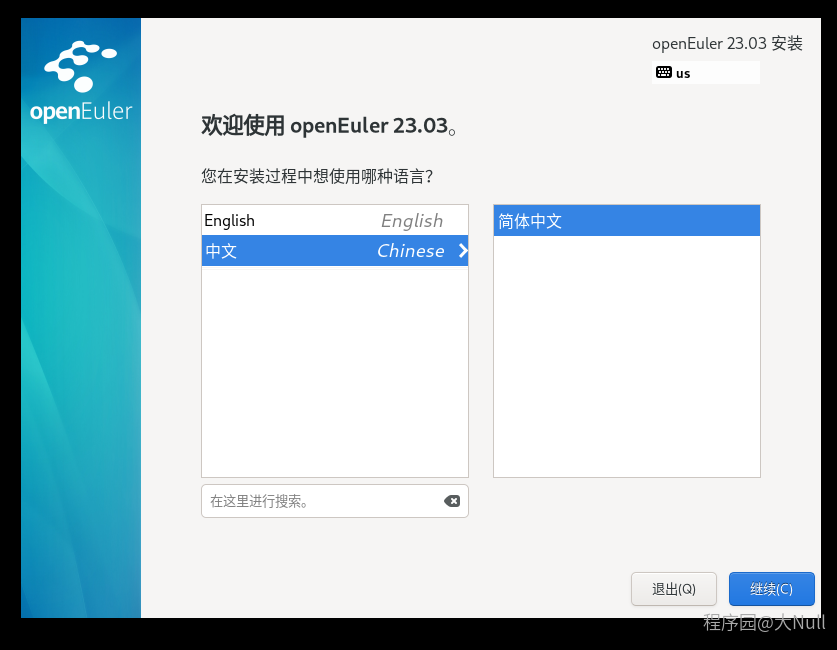 openEuler
openEuler 23.03 安装
us
欢迎使用 openEuler 23.03。
您在安装过程中想使用哪种语言？
English English
中文 Chinese
简体中文
在这里进行搜索。
退出(Q)
继续(C)
程序园@大Null